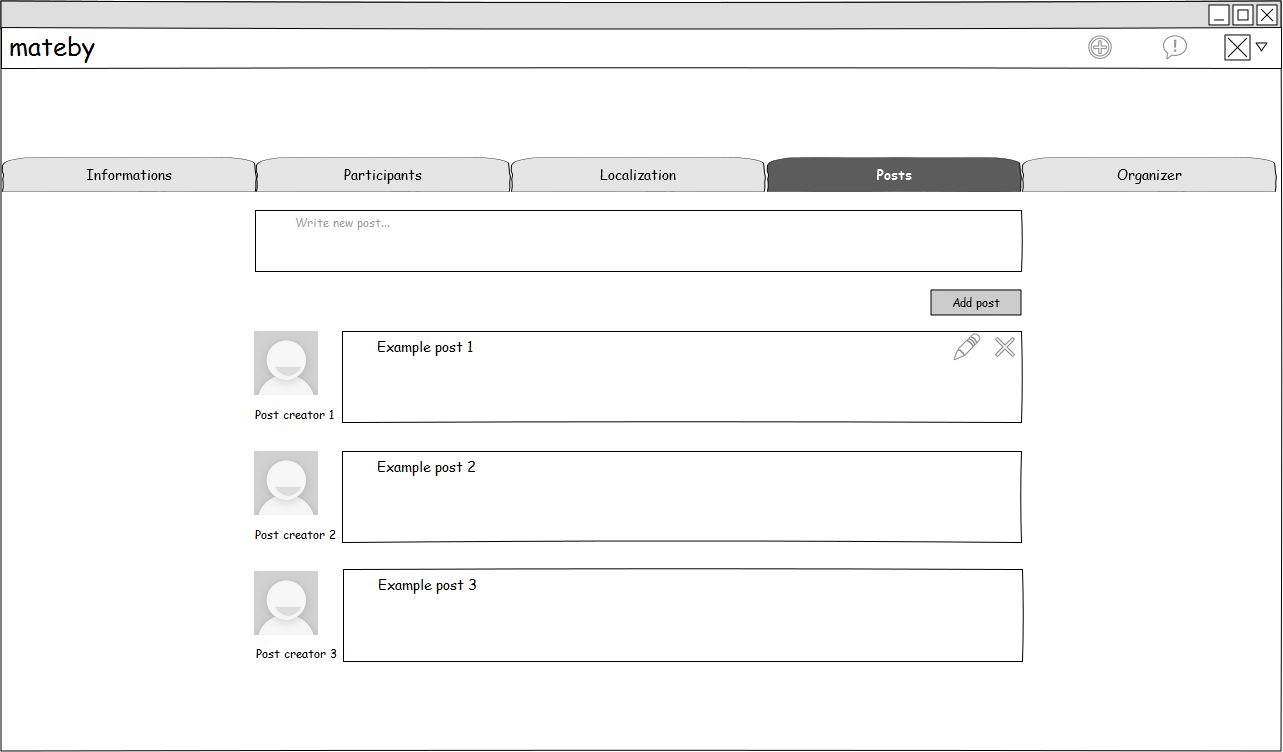 mateby
Informations
Participants
Localization
Posts
Organizer
Write new post...
Add post
Example post 1
Post creator 1
Example post 2
Post creator 2
Example post 3
Post creator 3